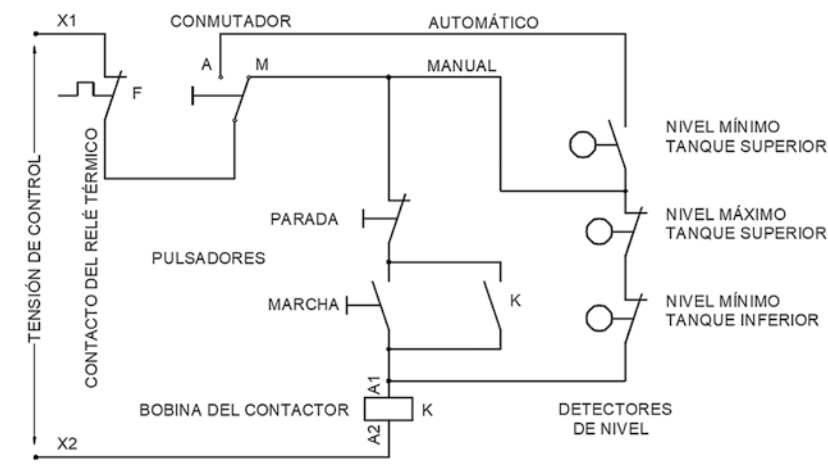 X1
CONMUTADOR
AUTOMÁTICO
A
M
MANUAL
F
NIVEL MÍNIMO
TANQUE SUPERIOR
TENSIÓN DE CONTROL
CONTACTO DEL RELÉ TÉRMICO
PARADA
NIVEL MÁXIMO
TANQUE SUPERIOR
PULSADORES
MARCHA
K
NIVEL MÍNIMO
TANQUE INFERIOR
A1
BOBINA DEL CONTACTOR
K
A2
DETECTORES
DE NIVEL
X2